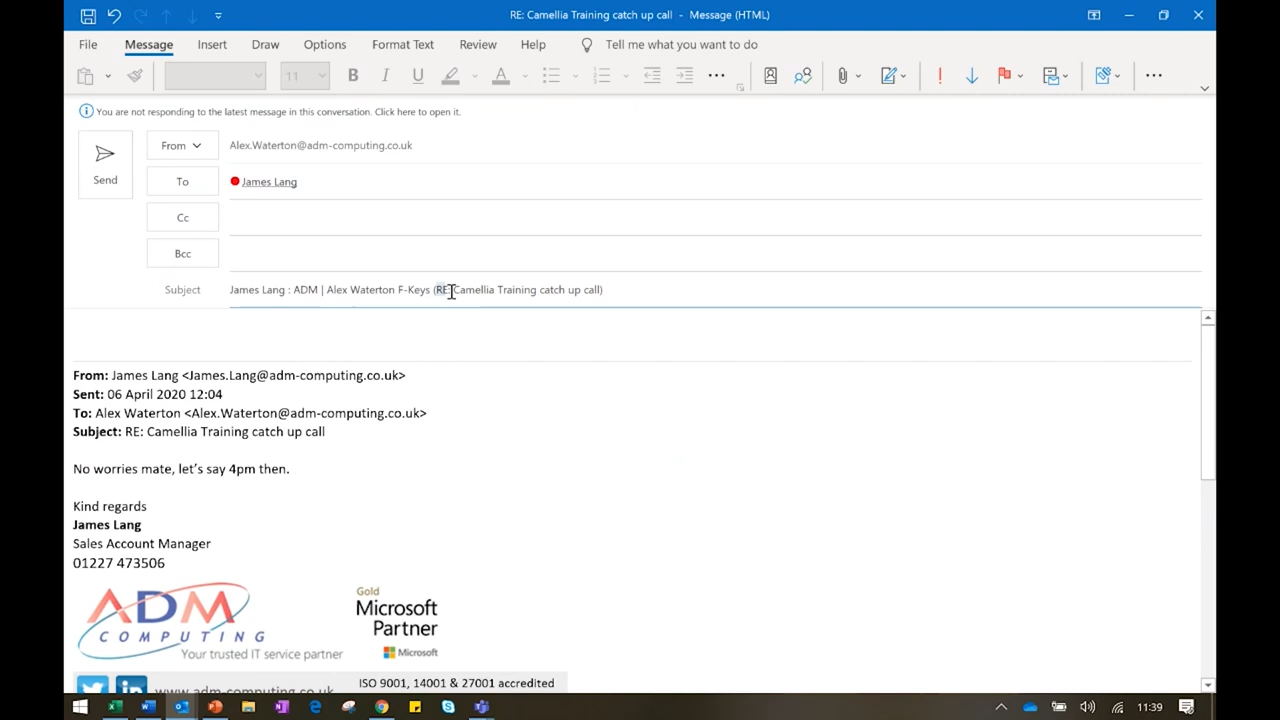 RE: Camellia Training catch up call - Message (HTML)
File Message Insert Draw Options Format Text Review Help Tell me what you want to do
11 B I U A
You are not responding to the latest message in this conversation. Click here to open it.
Send
From Alex.Waterton@adm-computing.co.uk
To James Lang
Cc
Bcc
Subject James Lang : ADM | Alex Waterton F-Keys (RE: Camellia Training catch up call)
From: James Lang <James.Lang@adm-computing.co.uk>
Sent: 06 April 2020 12:04
To: Alex Waterton <Alex.Waterton@adm-computing.co.uk>
Subject: RE: Camellia Training catch up call
No worries mate, let's say 4pm then.
Kind regards
James Lang
Sales Account Manager
01227 473506
ADM
COMPUTING
Your trusted IT service partner
Gold
Microsoft
Partner
Microsoft
www.adm-computing.co.uk
ISO 9001, 14001 & 27001 accredited
11:39